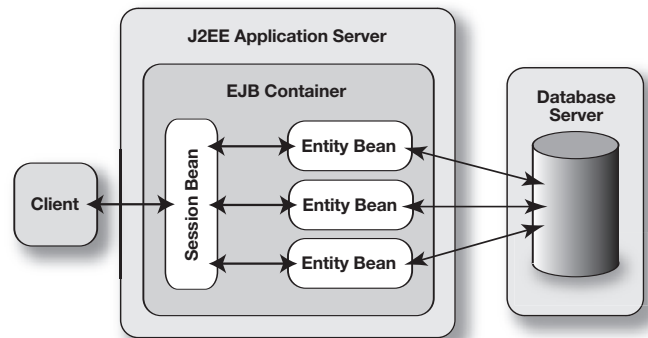 J2EE Application Server
EJB Container
Database
Server
Client
Session Bean
Entity Bean
Entity Bean
Entity Bean